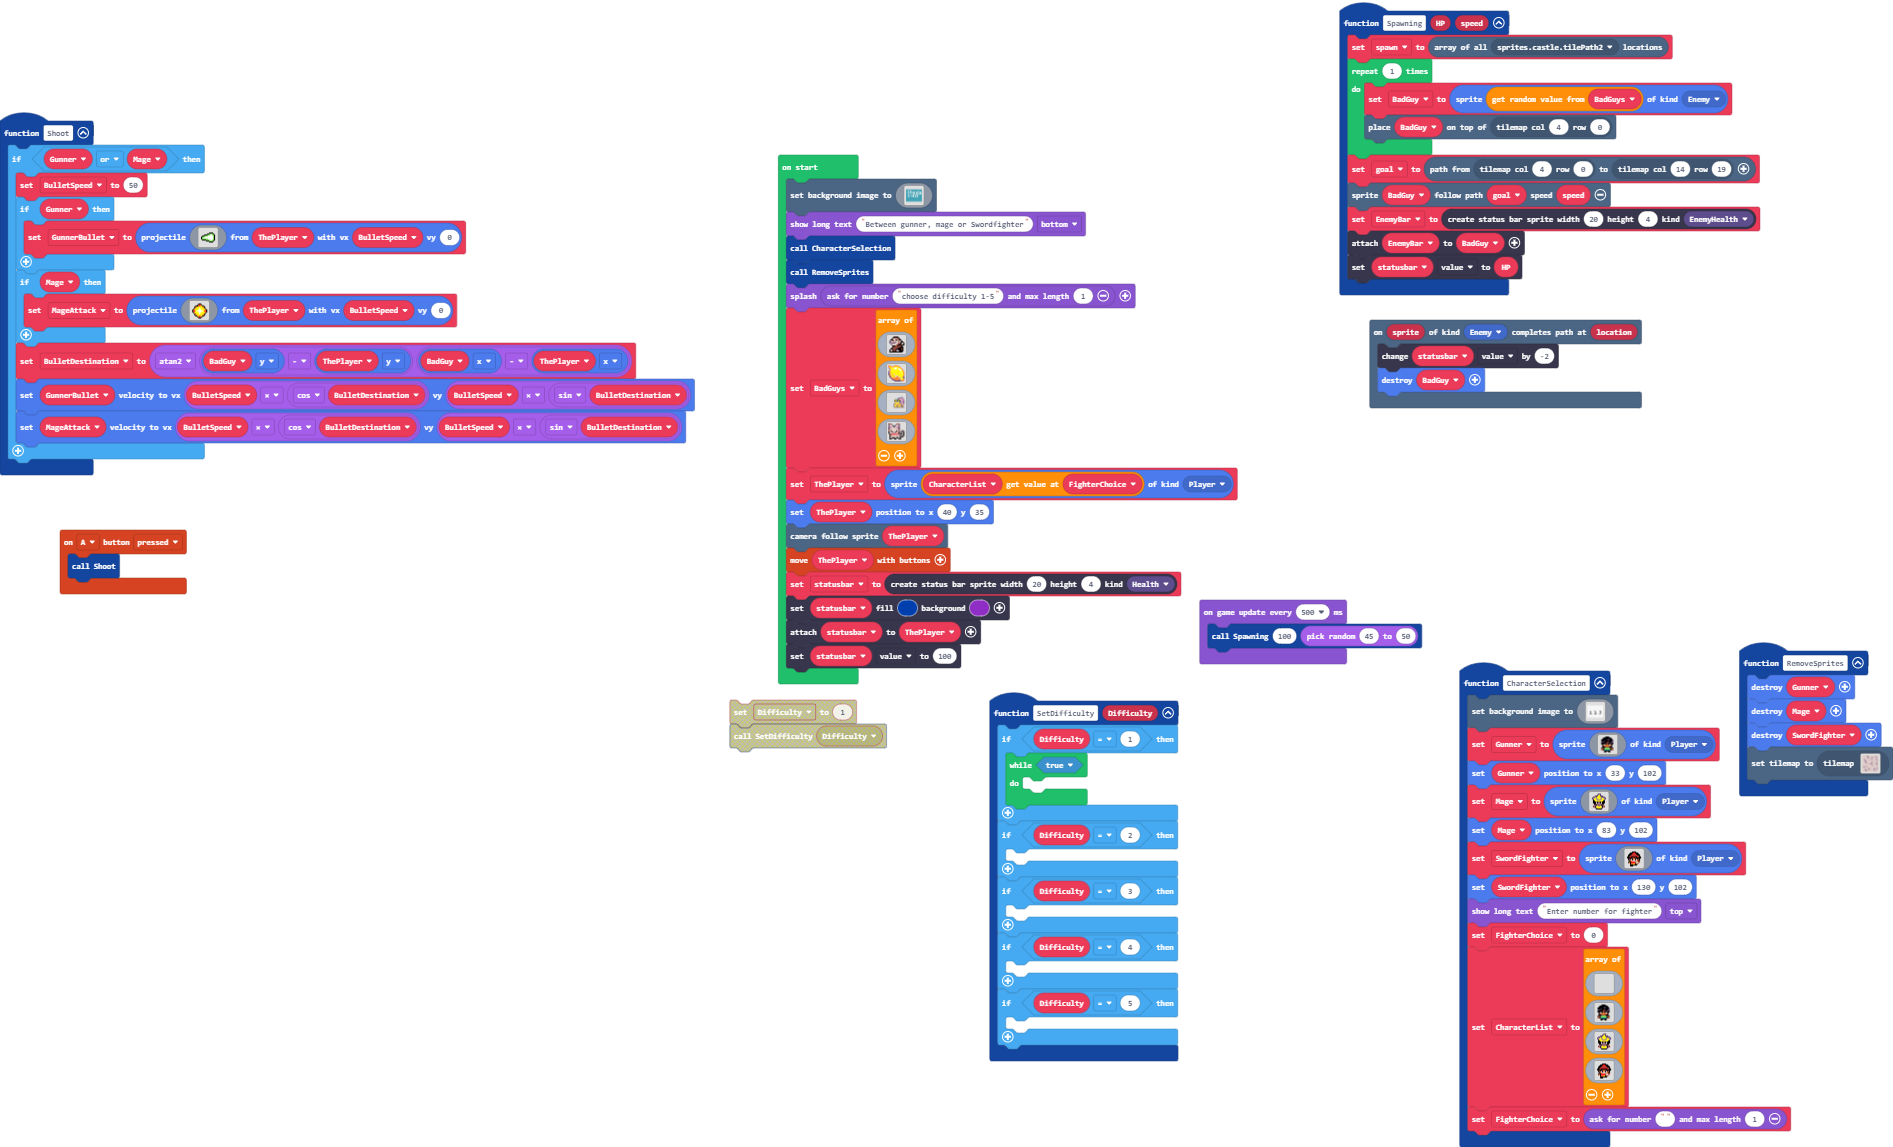 function Shoot
if Gunner or Mage then
set BulletSpeed to 50
if Gunner then
set GunnerBullet to projectile from ThePlayer with vx BulletSpeed vy 0
if Mage then
set MageAttack to projectile from ThePlayer with vx BulletSpeed vy 0
set BulletDestination to atan2 BadGuy y - ThePlayer y BadGuy x - ThePlayer x
set GunnerBullet velocity to vx BulletSpeed × cos BulletDestination vy BulletSpeed × sin BulletDestination
set MageAttack velocity to vx BulletSpeed × cos BulletDestination vy BulletSpeed × sin BulletDestination
on A button pressed
call Shoot
on start
set background image to
show long text "Between gunner, mage or Swordfighter" bottom
call CharacterSelection
call RemoveSprites
splash ask for number "choose difficulty 1-5" and max length 1
array of
set BadGuys to
set ThePlayer to sprite CharacterList get value at FighterChoice of kind Player
set ThePlayer position to x 40 y 35
camera follow sprite ThePlayer
move ThePlayer with buttons
set statusbar to create status bar sprite width 20 height 4 kind Health
set statusbar fill background
attach statusbar to ThePlayer
set statusbar value to 100
set Difficulty to 1
call SetDifficulty Difficulty
function SetDifficulty Difficulty
if Difficulty = 1 then
while true
do
if Difficulty = 2 then
if Difficulty = 3 then
if Difficulty = 4 then
if Difficulty = 5 then
on game update every 500 ms
call Spawning 100 pick random 45 to 50
function Spawning HP speed
set spawn to array of all sprites.castle.tilePath2 locations
repeat 1 times
do
set BadGuy to sprite get random value from BadGuys of kind Enemy
place BadGuy on top of tilemap col 4 row 0
set goal to path from tilemap col 4 row 0 to tilemap col 14 row 19
sprite BadGuy follow path goal speed speed
set EnemyBar to create status bar sprite width 20 height 4 kind EnemyHealth
attach EnemyBar to BadGuy
set statusbar value to HP
on sprite of kind Enemy completes path at location
change statusbar value by -2
destroy BadGuy
function CharacterSelection
set background image to
set Gunner to sprite of kind Player
set Gunner position to x 33 y 102
set Mage to sprite of kind Player
set Mage position to x 83 y 102
set SwordFighter to sprite of kind Player
set SwordFighter position to x 130 y 102
show long text "Enter number for fighter" top
set FighterChoice to 0
array of
set CharacterList to
set FighterChoice to ask for number "" and max length 1
function RemoveSprites
destroy Gunner
destroy Mage
destroy SwordFighter
set tilemap to tilemap